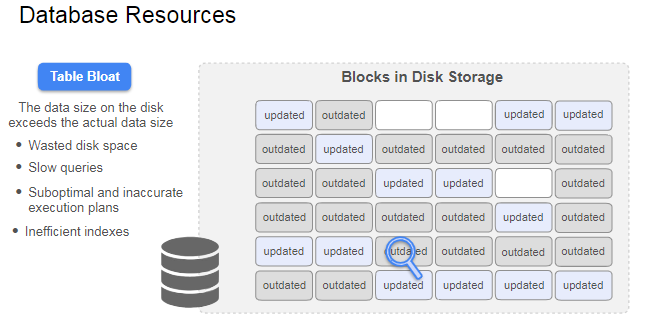 Database Resources
Table Bloat
The data size on the disk
exceeds the actual data size
• Wasted disk space
• Slow queries
• Suboptimal and inaccurate
execution plans
• Inefficient indexes
Blocks in Disk Storage
updated outdated updated updated
outdated updated outdated outdated outdated outdated
outdated outdated updated updated outdated
outdated outdated outdated outdated updated outdated
updated updated outdated outdated outdated outdated
outdated outdated updated updated updated updated